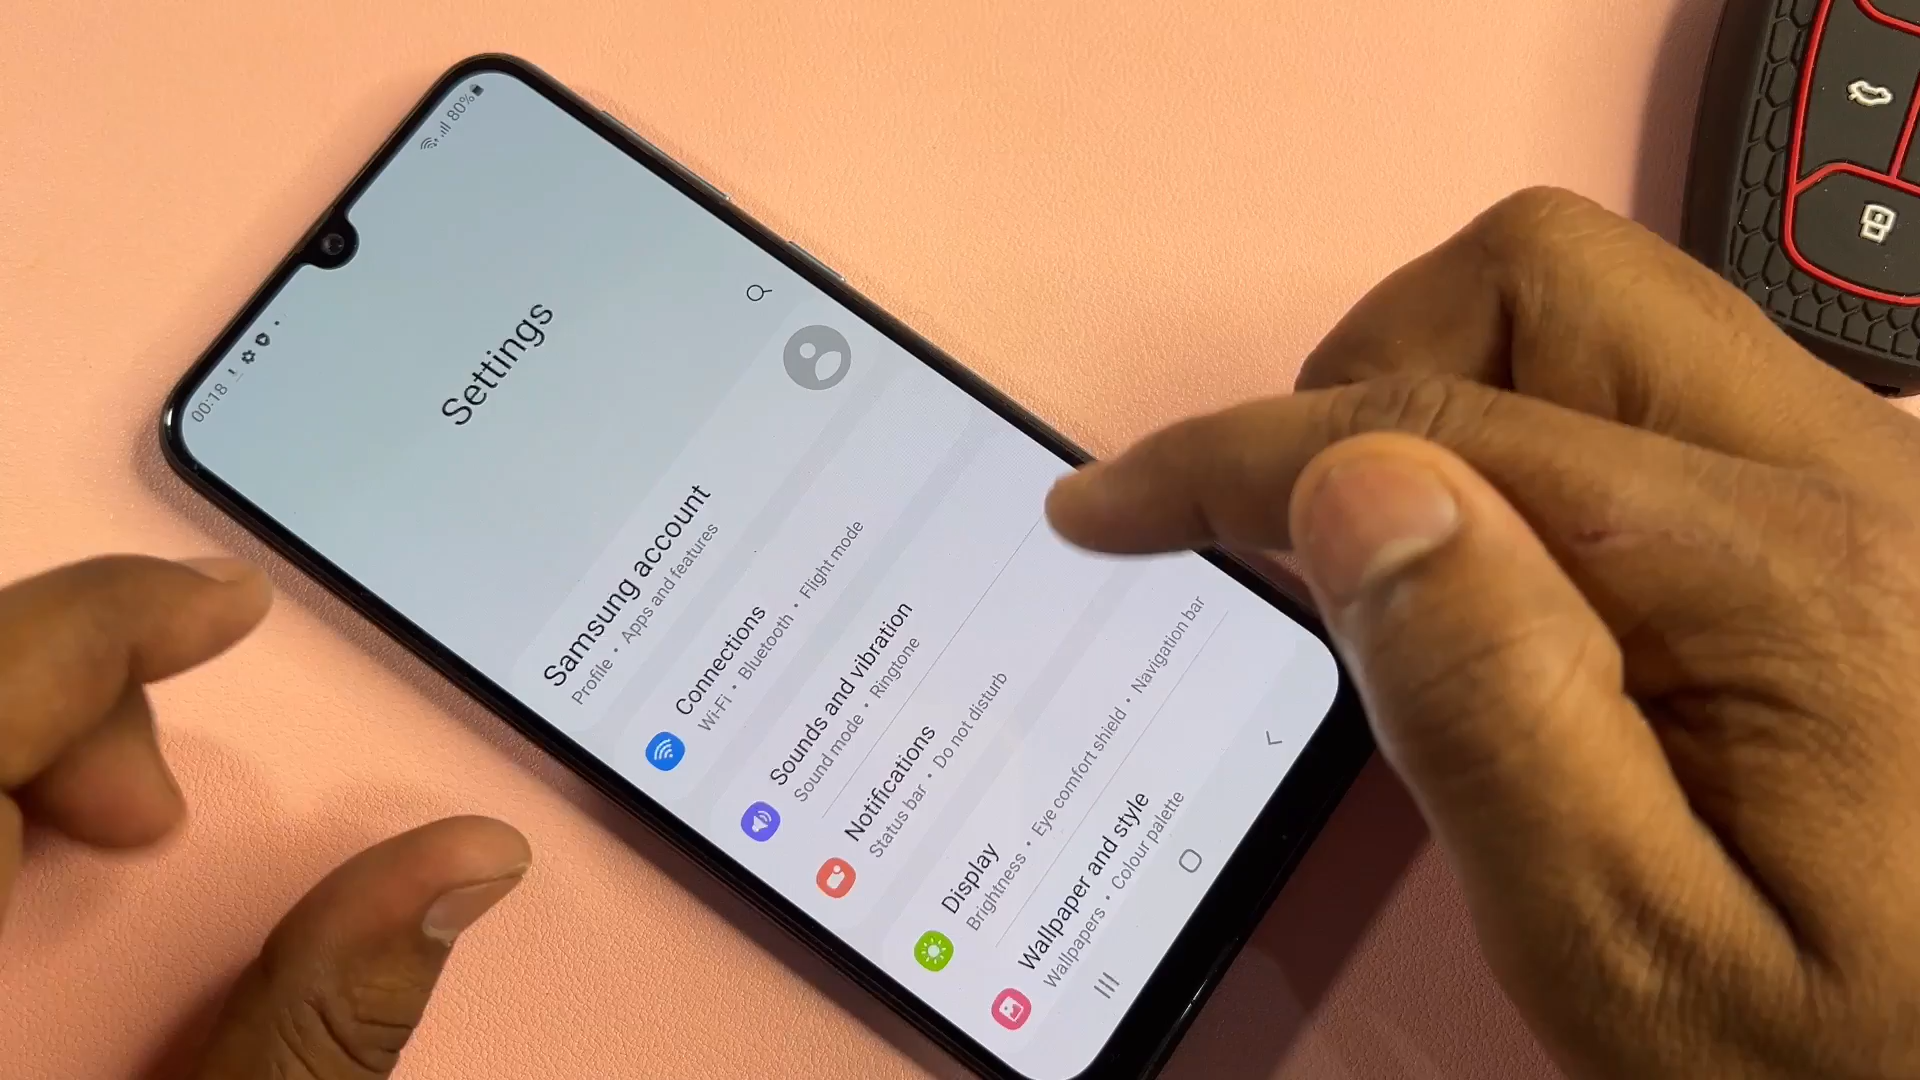 00:18
80%
Settings
Samsung account
Profile • Apps and features
Connections
Wi-Fi • Bluetooth • Flight mode
Sounds and vibration
Sound mode • Ringtone
Notifications
Status bar • Do not disturb
Display
Brightness • Eye comfort shield • Navigation bar
Wallpaper and style
Wallpapers • Colour palette